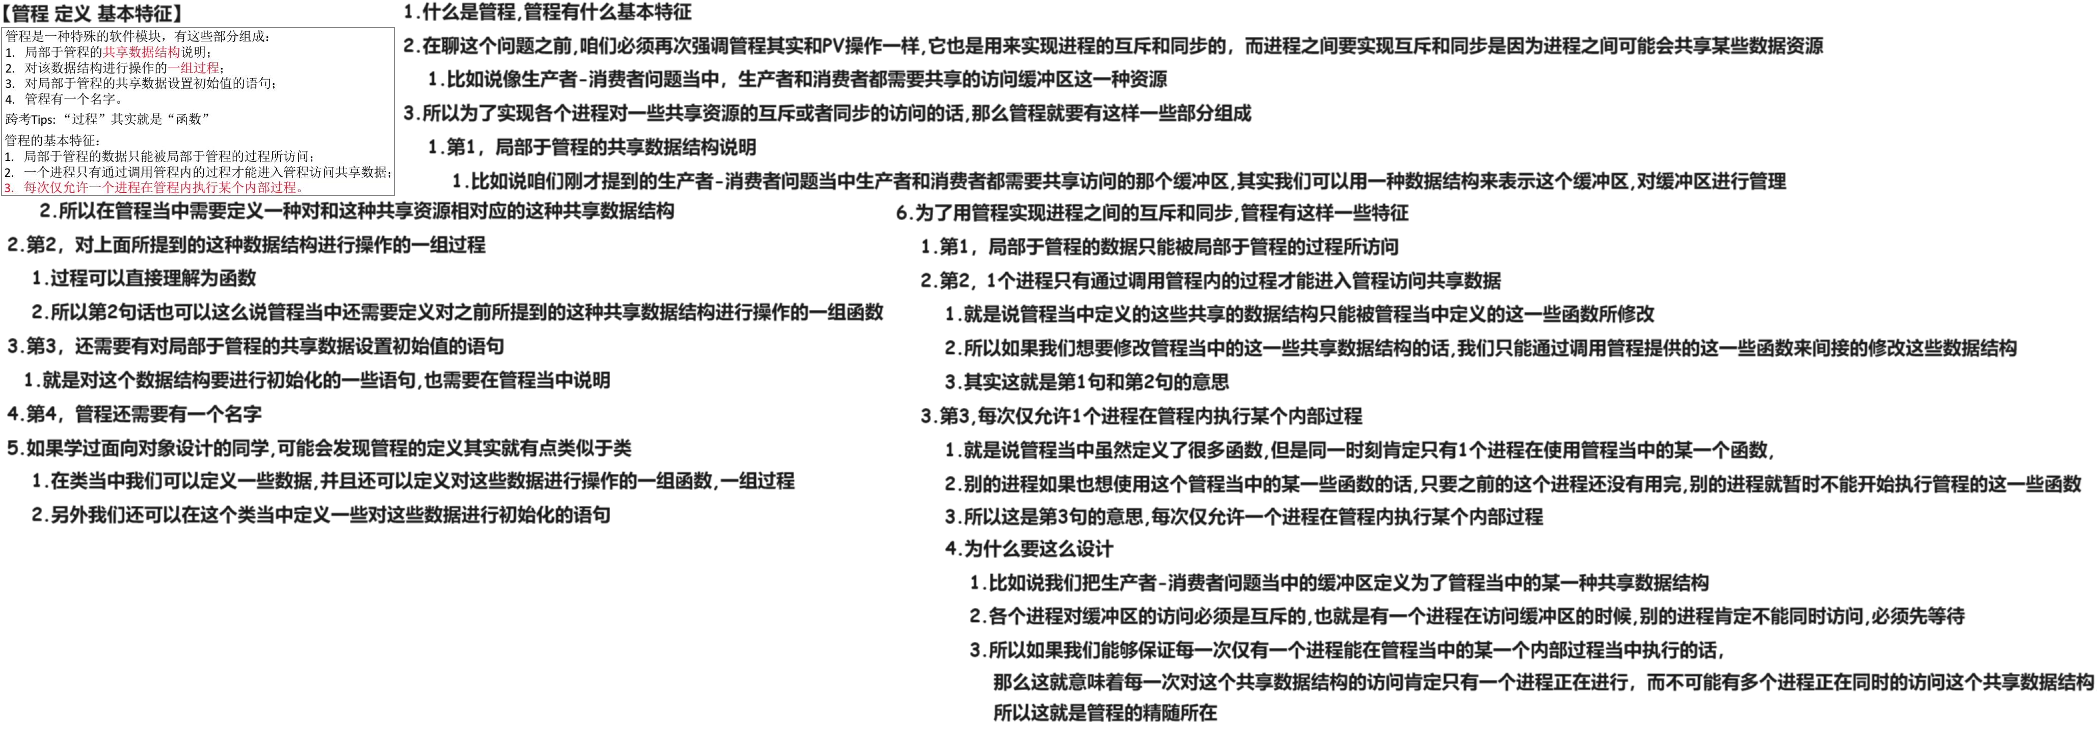 【管程 定义 基本特征】
管程是一种特殊的软件模块，有这些部分组成：
1. 局部于管程的共享数据结构说明；
2. 对该数据结构进行操作的一组过程；
3. 对局部于管程的共享数据设置初始值的语句；
4. 管程有一个名字。
跨考Tips: “过程”其实就是“函数”
管程的基本特征：
1. 局部于管程的数据只能被局部于管程的过程所访问；
2. 一个进程只有通过调用管程内的过程才能进入管程访问共享数据；
3. 每次仅允许一个进程在管程内执行某个内部过程。
1.什么是管程,管程有什么基本特征
2.在聊这个问题之前,咱们必须再次强调管程其实和PV操作一样,它也是用来实现进程的互斥和同步的，而进程之间要实现互斥和同步是因为进程之间可能会共享某些数据资源
1.比如说像生产者-消费者问题当中，生产者和消费者都需要共享的访问缓冲区这一种资源
3.所以为了实现各个进程对一些共享资源的互斥或者同步的访问的话,那么管程就要有这样一些部分组成
1.第1，局部于管程的共享数据结构说明
1.比如说咱们刚才提到的生产者-消费者问题当中生产者和消费者都需要共享访问的那个缓冲区,其实我们可以用一种数据结构来表示这个缓冲区,对缓冲区进行管理
2.所以在管程当中需要定义一种对和这种共享资源相对应的这种共享数据结构
2.第2，对上面所提到的这种数据结构进行操作的一组过程
1.过程可以直接理解为函数
2.所以第2句话也可以这么说管程当中还需要定义对之前所提到的这种共享数据结构进行操作的一组函数
3.第3，还需要有对局部于管程的共享数据设置初始值的语句
1.就是对这个数据结构要进行初始化的一些语句,也需要在管程当中说明
4.第4，管程还需要有一个名字
5.如果学过面向对象设计的同学,可能会发现管程的定义其实就有点类似于类
1.在类当中我们可以定义一些数据,并且还可以定义对这些数据进行操作的一组函数,一组过程
2.另外我们还可以在这个类当中定义一些对这些数据进行初始化的语句
6.为了用管程实现进程之间的互斥和同步,管程有这样一些特征
1.第1，局部于管程的数据只能被局部于管程的过程所访问
2.第2，1个进程只有通过调用管程内的过程才能进入管程访问共享数据
1.就是说管程当中定义的这些共享的数据结构只能被管程当中定义的这一些函数所修改
2.所以如果我们想要修改管程当中的这一些共享数据结构的话,我们只能通过调用管程提供的这一些函数来间接的修改这些数据结构
3.其实这就是第1句和第2句的意思
3.第3,每次仅允许1个进程在管程内执行某个内部过程
1.就是说管程当中虽然定义了很多函数,但是同一时刻肯定只有1个进程在使用管程当中的某一个函数,
2.别的进程如果也想使用这个管程当中的某一些函数的话,只要之前的这个进程还没有用完,别的进程就暂时不能开始执行管程的这一些函数
3.所以这是第3句的意思,每次仅允许一个进程在管程内执行某个内部过程
4.为什么要这么设计
1.比如说我们把生产者-消费者问题当中的缓冲区定义为了管程当中的某一种共享数据结构
2.各个进程对缓冲区的访问必须是互斥的,也就是有一个进程在访问缓冲区的时候,别的进程肯定不能同时访问,必须先等待
3.所以如果我们能够保证每一次仅有一个进程能在管程当中的某一个内部过程当中执行的话，
那么这就意味着每一次对这个共享数据结构的访问肯定只有一个进程正在进行，而不可能有多个进程正在同时的访问这个共享数据结构
所以这就是管程的精随所在